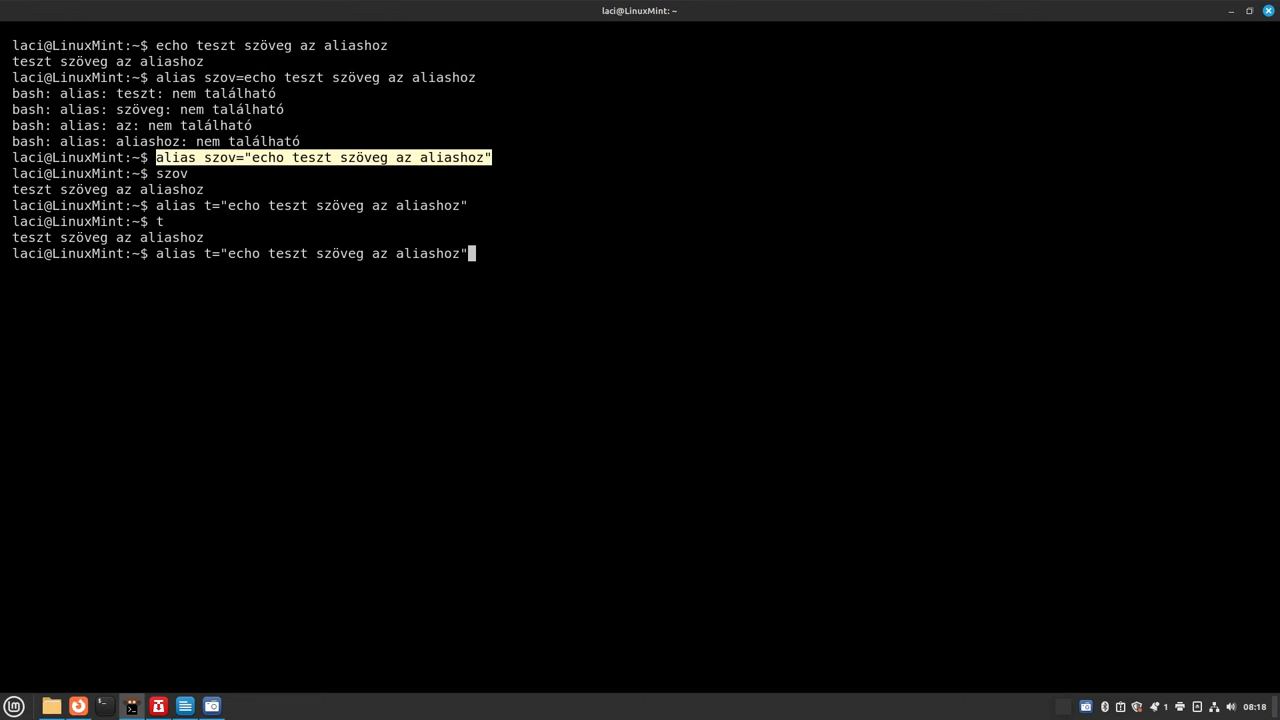 laci@LinuxMint: ~
laci@LinuxMint:~$ echo teszt szöveg az aliashoz
teszt szöveg az aliashoz
laci@LinuxMint:~$ alias szov=echo teszt szöveg az aliashoz
bash: alias: teszt: nem található
bash: alias: szöveg: nem található
bash: alias: az: nem található
bash: alias: aliashoz: nem található
laci@LinuxMint:~$ alias szov="echo teszt szöveg az aliashoz"
laci@LinuxMint:~$ szov
teszt szöveg az aliashoz
laci@LinuxMint:~$ alias t="echo teszt szöveg az aliashoz"
laci@LinuxMint:~$ t
teszt szöveg az aliashoz
laci@LinuxMint:~$ alias t="echo teszt szöveg az aliashoz"
1 08:18